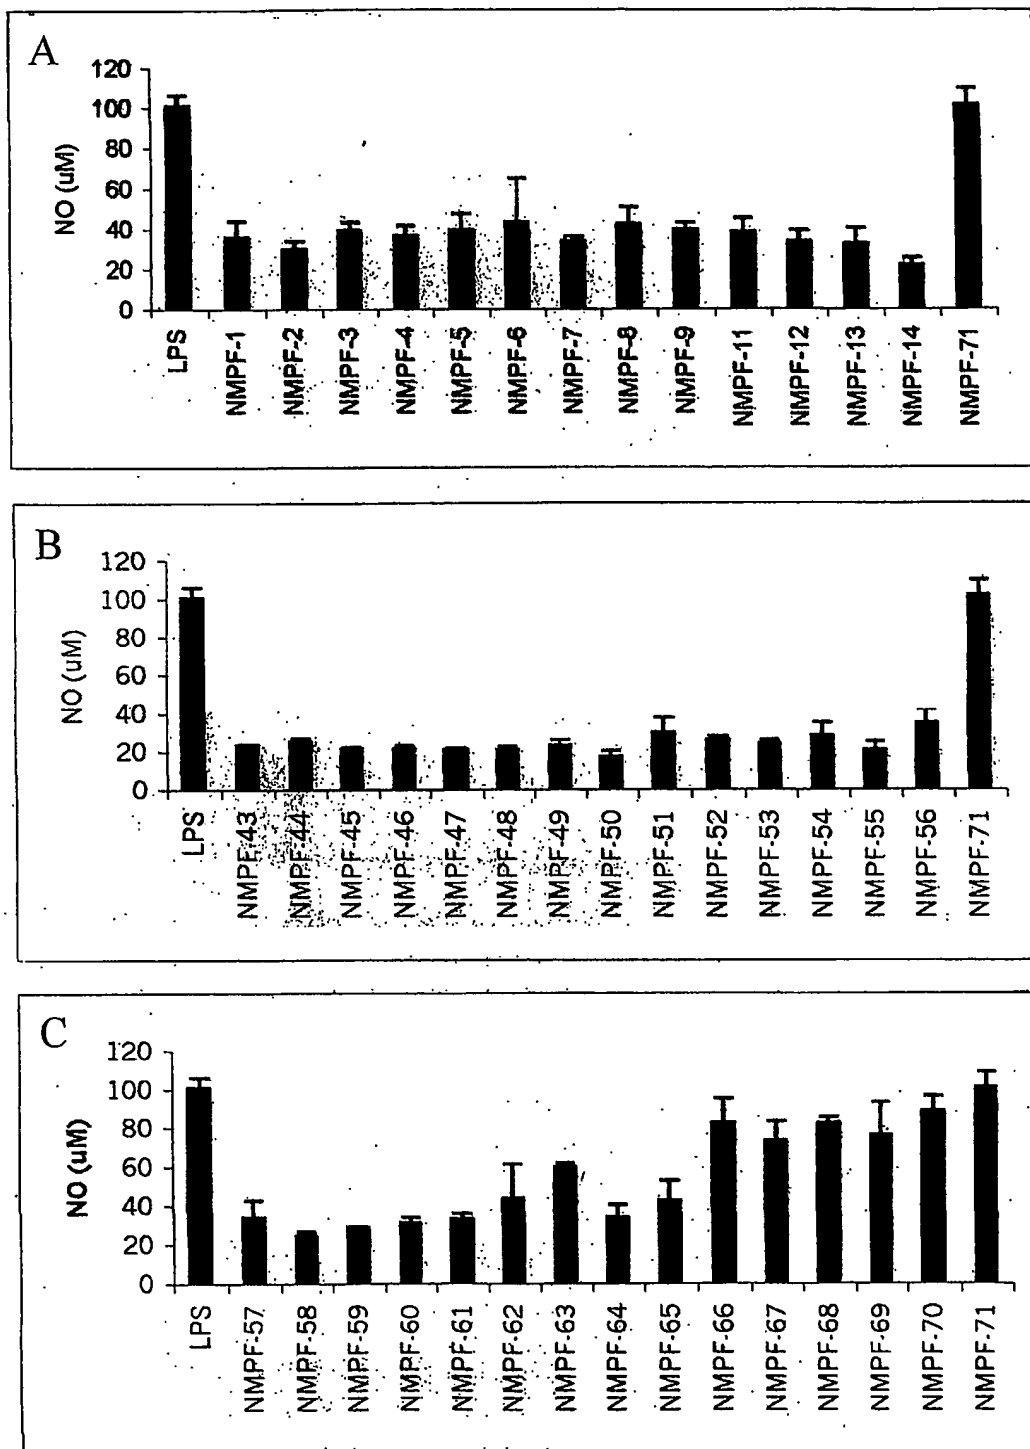 A
120
100
80
60
40
20
0
NO (uM)
LPS NMPF-1 NMPF-2 NMPF-3 NMPF-4 NMPF-5 NMPF-6 NMPF-7 NMPF-8 NMPF-9 NMPF-11 NMPF-12 NMPF-13 NMPF-14 NMPF-71
B
120
100
80
60
40
20
0
NO (uM)
LPS NMPF-43 NMPF-44 NMPF-45 NMPF-46 NMPF-47 NMPF-48 NMPF-49 NMPF-50 NMPF-51 NMPF-52 NMPF-53 NMPF-54 NMPF-55 NMPF-56 NMPF-71
C
120
100
80
60
40
20
0
NO (uM)
LPS NMPF-57 NMPF-58 NMPF-59 NMPF-60 NMPF-61 NMPF-62 NMPF-63 NMPF-64 NMPF-65 NMPF-66 NMPF-67 NMPF-68 NMPF-69 NMPF-70 NMPF-71